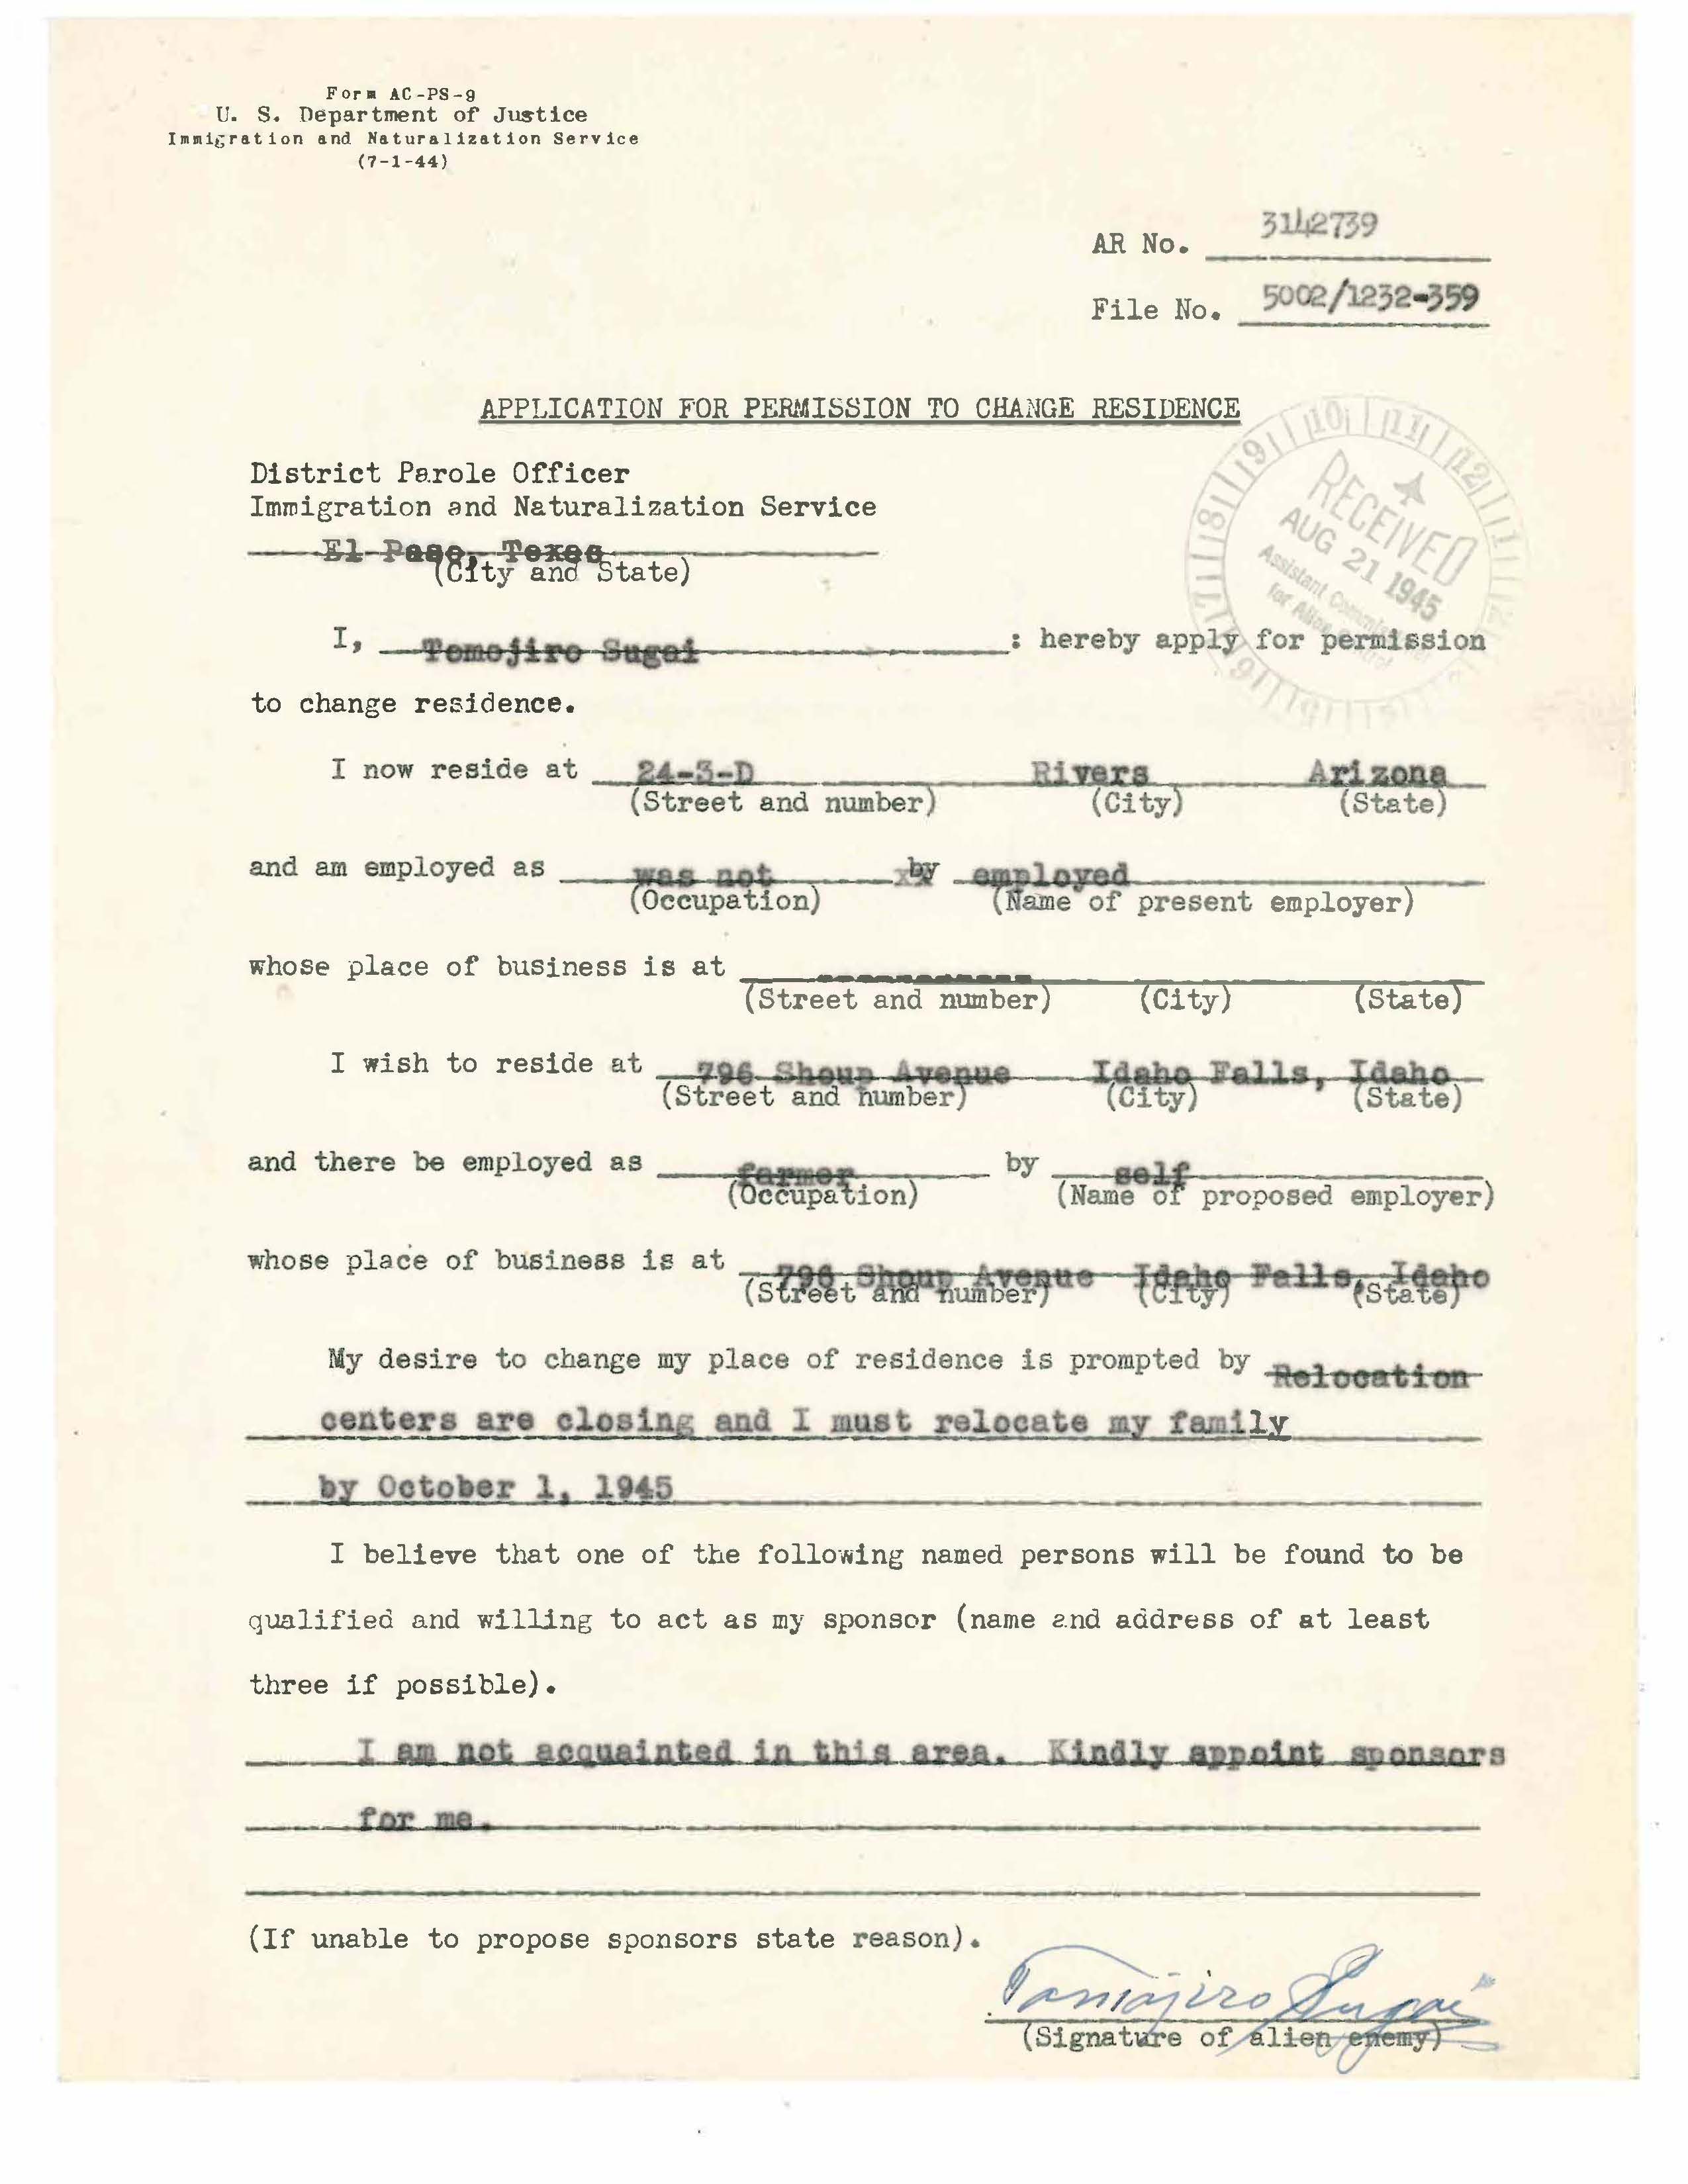 Form AC-PS-9
U. S. Department of Justice
Immigration and Naturalization Service
(7-1-44)
AR No. 3142739
File No. 5002/1232-359
APPLICATION FOR PERMISSION TO CHANGE RESIDENCE
10 11 12 1
9 8 7 6
RECEIVED
AUG 21 1945
Assistant Commissioner
for Alien Control
District Parole Officer
Immigration and Naturalization Service
El Paso, Texas
(City and State)
I, Tomojiro Sugai : hereby apply for permission
to change residence.
I now reside at 24-3-D Rivers Arizona
(Street and number) (City) (State)
and am employed as was not by employed
(Occupation) (Name of present employer)
whose place of business is at ------------
(Street and number) (City) (State)
I wish to reside at 796 Shoup Avenue Idaho Falls, Idaho
(Street and number) (City) (State)
and there be employed as farmer by self
(Occupation) (Name of proposed employer)
whose place of business is at 796 Shoup Avenue Idaho Falls, Idaho
(Street and number) (City) (State)
My desire to change my place of residence is prompted by Relocation
centers are closing and I must relocate my family
by October 1, 1945
I believe that one of the following named persons will be found to be
qualified and willing to act as my sponsor (name and address of at least
three if possible).
I am not acquainted in this area. Kindly appoint sponsors
for me.
(If unable to propose sponsors state reason).
Tomojiro Sugai
(Signature of alien enemy)